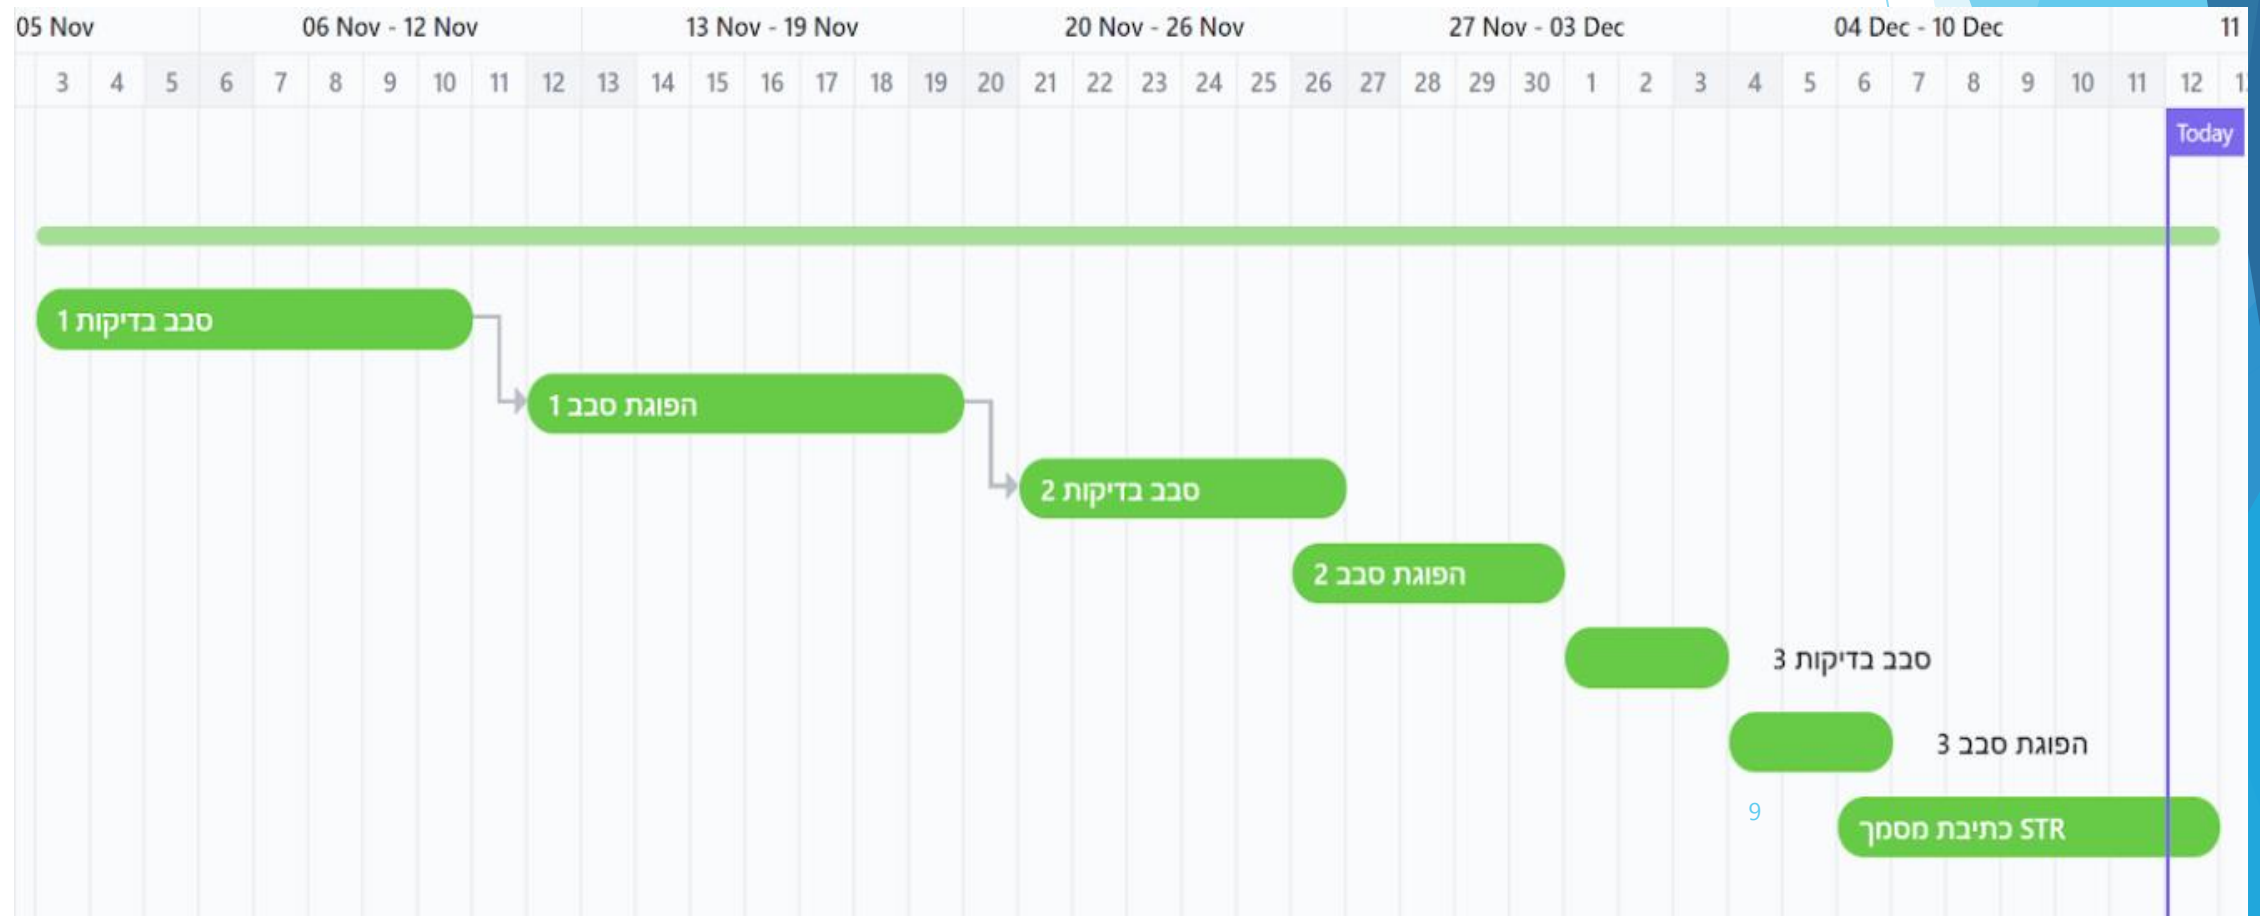 05 Nov 06 Nov - 12 Nov 13 Nov - 19 Nov 20 Nov - 26 Nov 27 Nov - 03 Dec 04 Dec - 10 Dec 11
3 4 5 6 7 8 9 10 11 12 13 14 15 16 17 18 19 20 21 22 23 24 25 26 27 28 29 30 1 2 3 4 5 6 7 8 9 10 11 12
Today
סבב בדיקות 1
הפוגת סבב 1
סבב בדיקות 2
הפוגת סבב 2
סבב בדיקות 3
הפוגת סבב 3
9
כתיבת מסמך STR